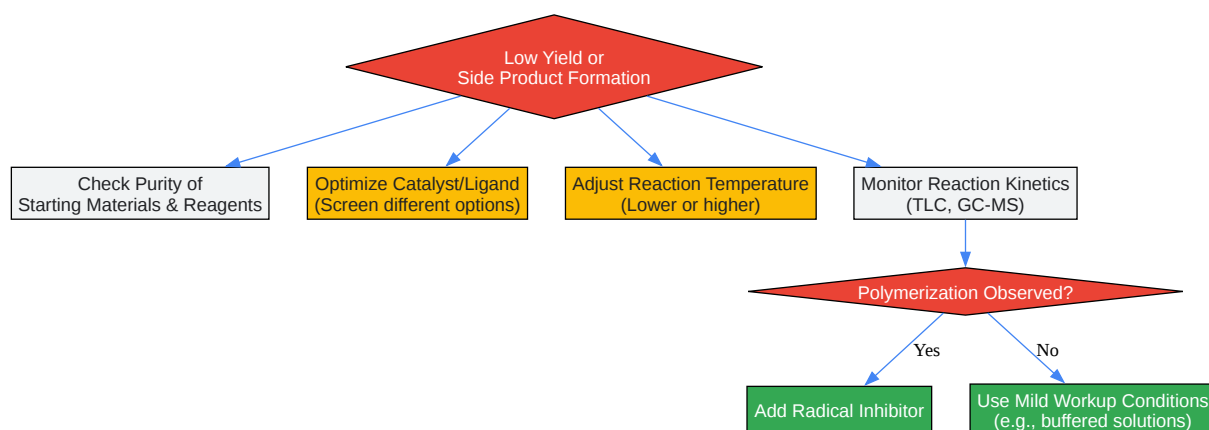 Low Yield or
Side Product Formation
Check Purity of
Starting Materials & Reagents
Optimize Catalyst/Ligand
(Screen different options)
Adjust Reaction Temperature
(Lower or higher)
Monitor Reaction Kinetics
(TLC, GC-MS)
Polymerization Observed?
Yes
No
Add Radical Inhibitor
Use Mild Workup Conditions
(e.g., buffered solutions)